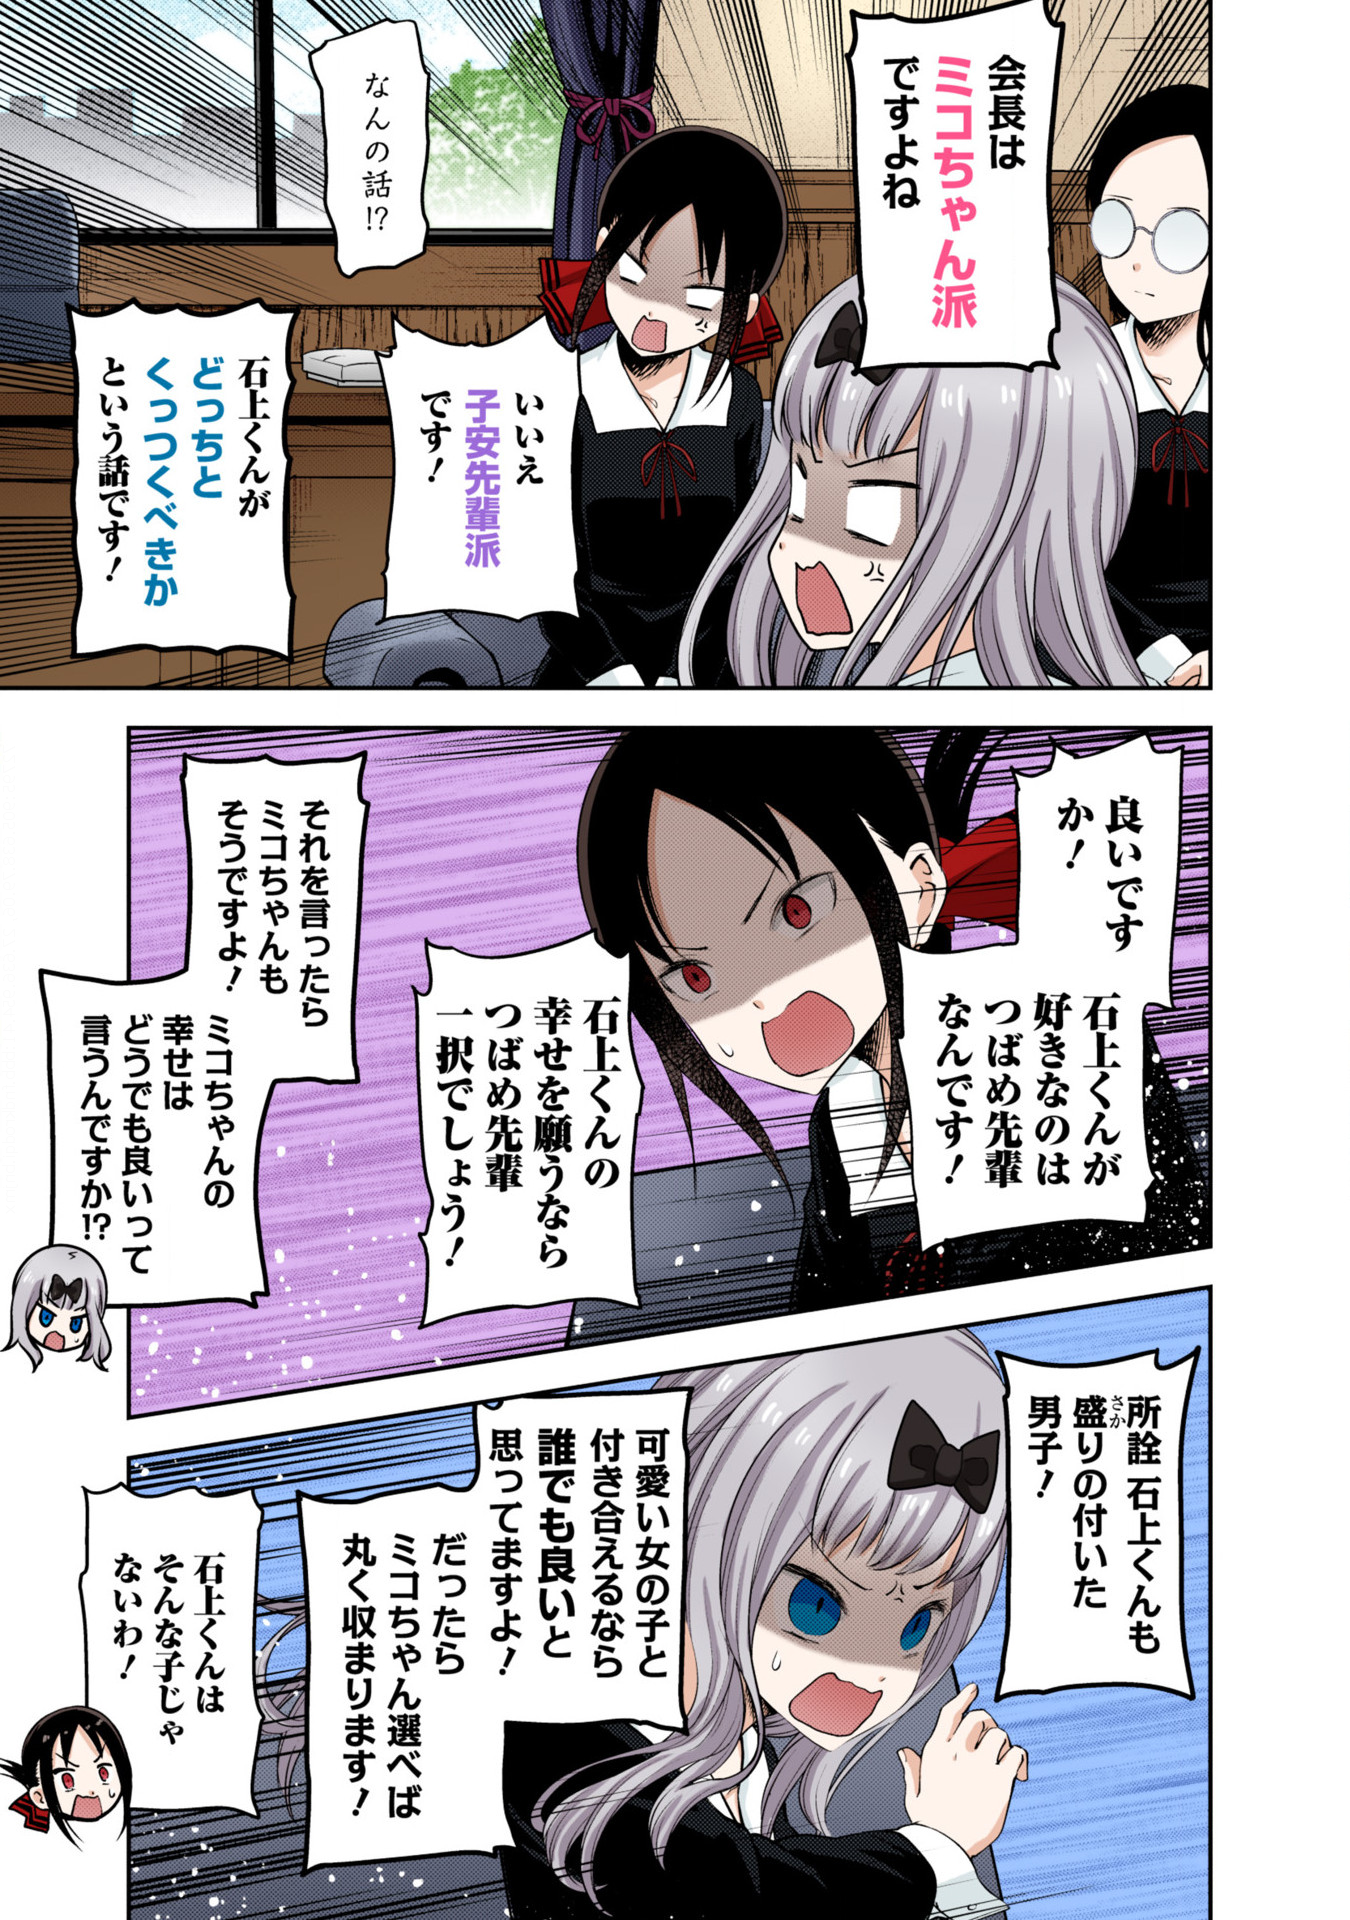 会長は
ミコちゃん派
ですよね
いいえ
子安先輩派
です!
なんの話!?
石上くんが
どっちと
くっつくべきか
という話です!
良いです
か!
石上くんが
好きなのは
つばめ先輩
なんです!
石上くんの
幸せを願うなら
つばめ先輩
一択でしょう!
それを言ったら
ミコちゃんも
そうですよ!
ミコちゃんの
幸せは
どうでも良いって
言うんですか!?
所詮 石上くんも
盛りの付いた
さか
男子!
可愛い女の子と
付き合えるなら
誰でも良いと
思ってますよ!
だったら
ミコちゃん選べば
丸く収まります!
石上くんは
そんな子じゃ
ないわ!